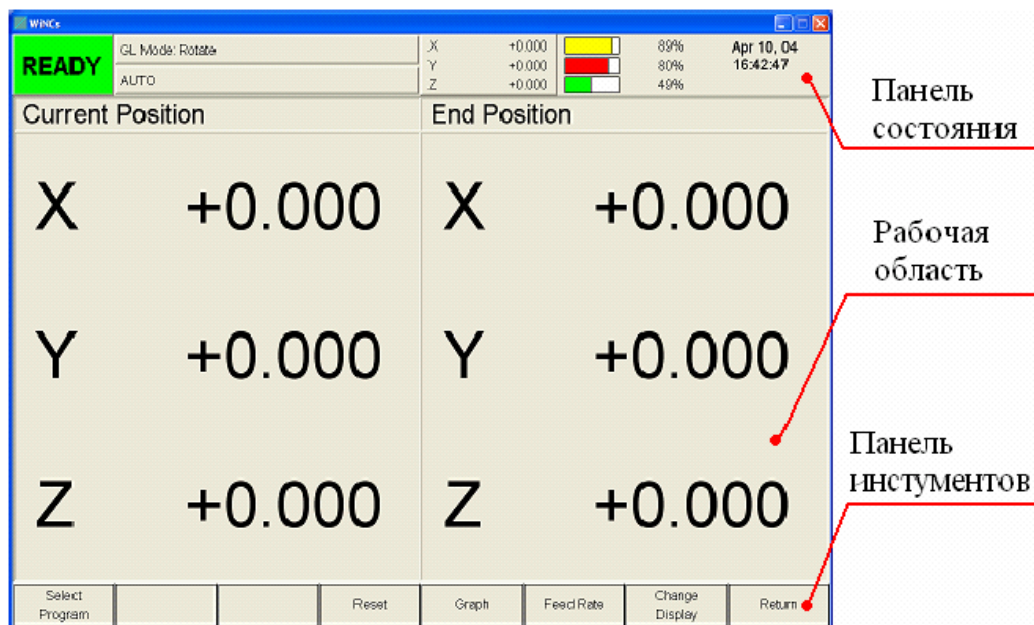 WiNCs
READY
GL Mode: Rotate
AUTO
X +0.000 89%
Y +0.000 80%
Z +0.000 49%
Apr 10, 04
16:42:47
Current Position
End Position
X +0.000
X +0.000
Y +0.000
Y +0.000
Z +0.000
Z +0.000
Select
Program
Reset
Graph
Feed Rate
Change
Display
Return
Панель
состояния
Рабочая
область
Панель
инстументов